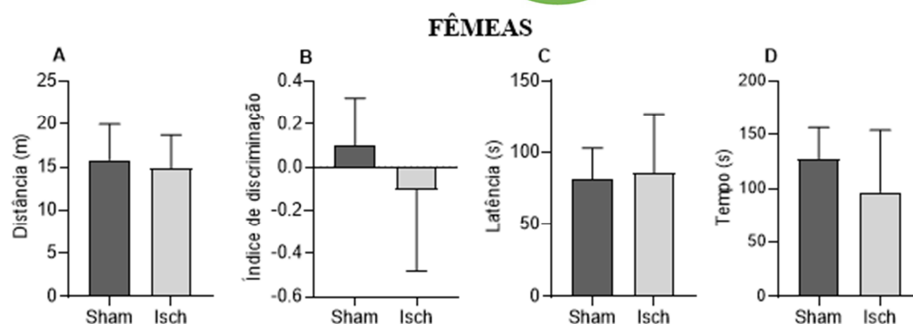 FÊMEAS
A
Distância (m)
25
20
15
10
5
0
Sham Isch
B
Índice de discriminação
0.4
0.2
0.0
-0.2
-0.4
-0.6
Sham Isch
C
Latência (s)
150
100
50
0
Sham Isch
D
Tempo (s)
200
150
100
50
0
Sham Isch